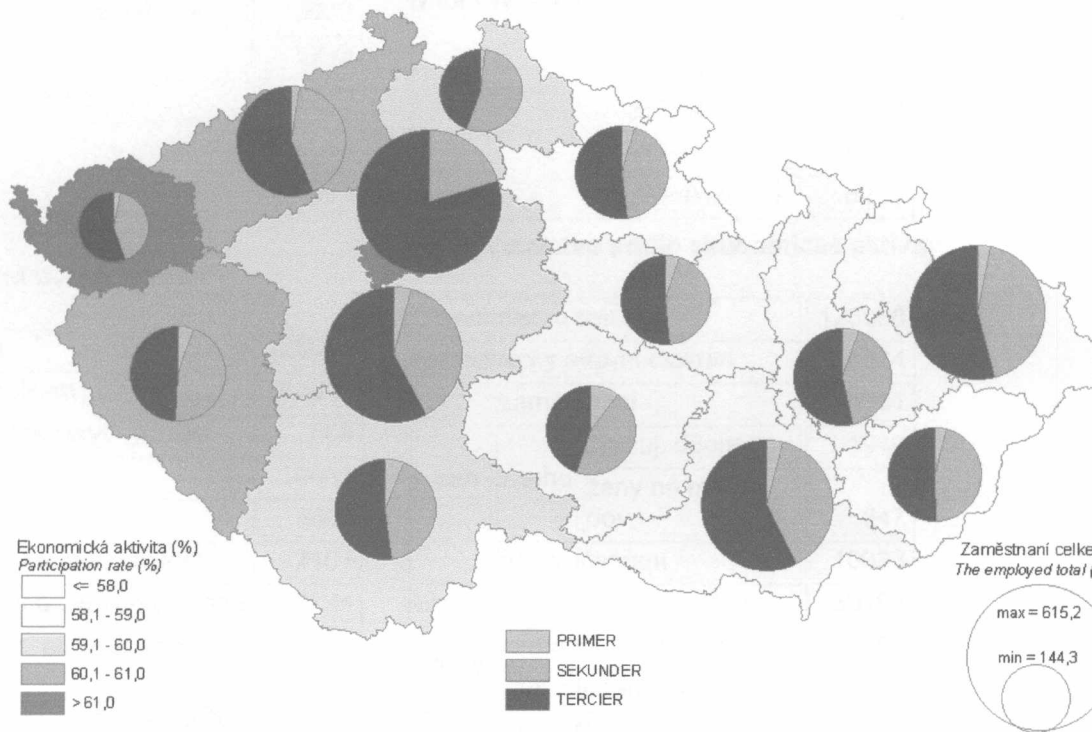 Ekonomická aktivita (%)
Participation rate (%)
<= 58,0
58,1 - 59,0
59,1 - 60,0
60,1 - 61,0
>61,0
PRIMER
SEKUNDER
TERCIER
Zaměstnaní celke
The employed total (
max = 615,2
min = 144,3